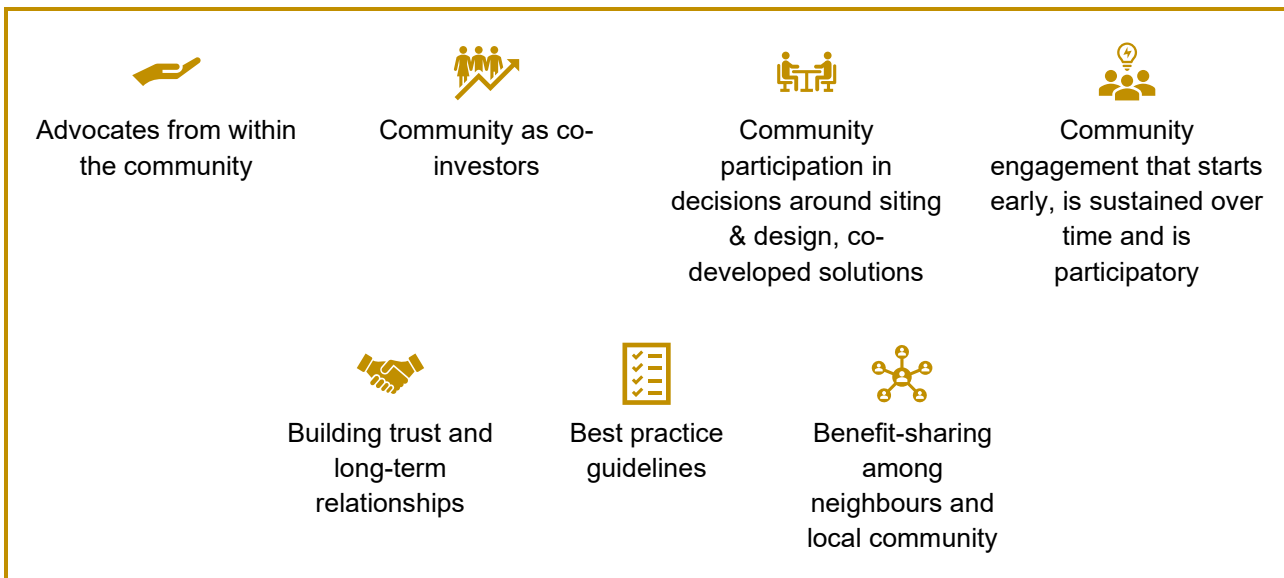 Advocates from within
the community
Community as co-
investors
Community
participation in
decisions around siting
& design, co-
developed solutions
Community
engagement that starts
early, is sustained over
time and is
participatory
Building trust and
long-term
relationships
Best practice
guidelines
Benefit-sharing
among
neighbours and
local community